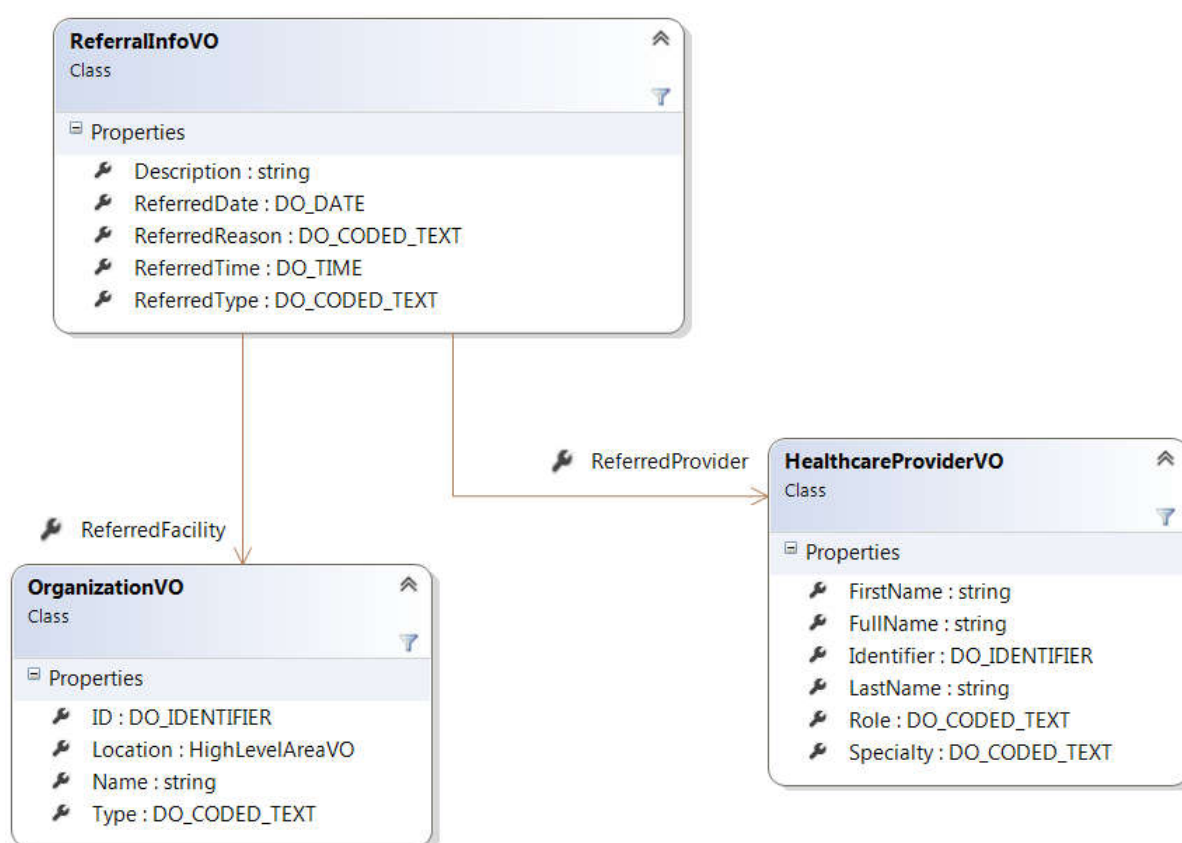 ReferralInfoVO
Class
Properties
Description : string
ReferredDate : DO_DATE
ReferredReason : DO_CODED_TEXT
ReferredTime : DO_TIME
ReferredType : DO_CODED_TEXT
ReferredProvider
HealthcareProviderVO
Class
Properties
FirstName : string
FullName : string
Identifier : DO_IDENTIFIER
LastName : string
Role : DO_CODED_TEXT
Specialty : DO_CODED_TEXT
ReferredFacility
OrganizationVO
Class
Properties
ID : DO_IDENTIFIER
Location : HighLevelAreaVO
Name : string
Type : DO_CODED_TEXT